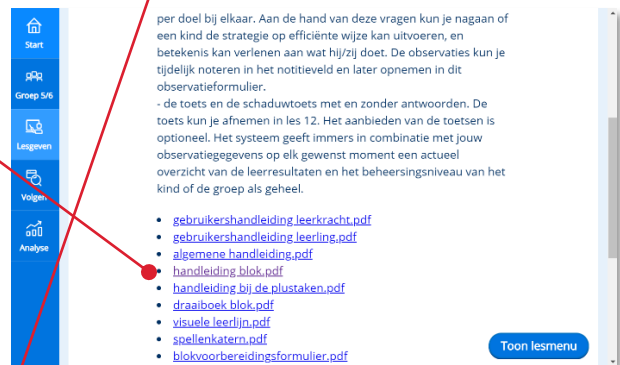 Start
Groep 5/6
Lesgeven
Volgen
Analyse
per doel bij elkaar. Aan de hand van deze vragen kun je nagaan of
een kind de strategie op efficiënte wijze kan uitvoeren, en
betekenis kan verlenen aan wat hij/zij doet. De observaties kun je
tijdelijk noteren in het notitieveld en later opnemen in dit
observatieformulier.
- de toets en de schaduwtoets met en zonder antwoorden. De
toets kun je afnemen in les 12. Het aanbieden van de toetsen is
optioneel. Het systeem geeft immers in combinatie met jouw
observatiegegevens op elk gewenst moment een actueel
overzicht van de leerresultaten en het beheersingsniveau van het
kind of de groep als geheel.
• gebruikershandleiding leerkracht.pdf
• gebruikershandleiding leerling.pdf
• algemene handleiding.pdf
handleiding blok.pdf
• handleiding bij de plustaken.pdf
• draaiboek blok.pdf
• visuele leerlijn.pdf
• spellenkatern.pdf
• blokvoorbereidingsformulier.pdf
Toon lesmenu